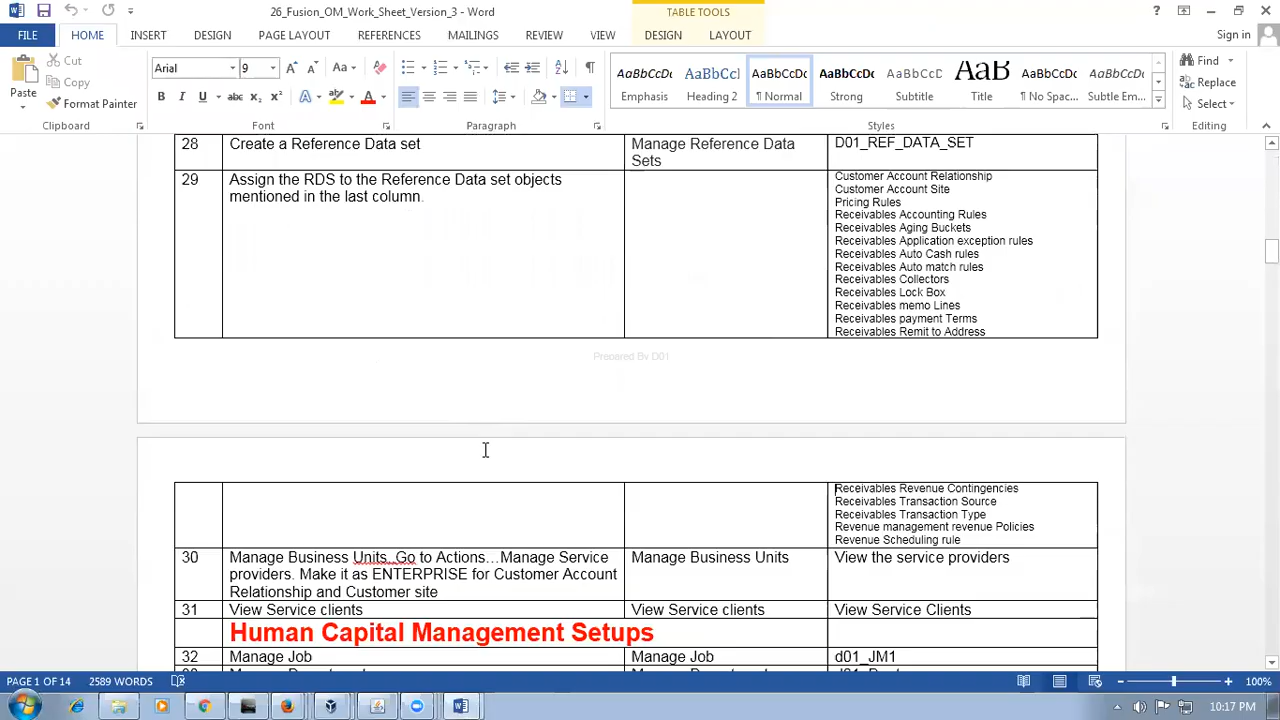 26_Fusion_OM_Work_Sheet_Version_3 - Word
TABLE TOOLS
Sign in
FILE HOME INSERT DESIGN PAGE LAYOUT REFERENCES MAILINGS REVIEW VIEW DESIGN LAYOUT
Paste
Cut
Copy
Format Painter
Clipboard
Arial 9
Font
Paragraph
AaBbCcDc AaBbCcI AaBbCcDc AaBbCcDc AaBbCcDc AaB AaBbCcDc AaBbCcDc
Emphasis Heading 2 ¶ Normal Strong Subtitle Title ¶ No Spac... Subtle Em...
Styles
Find
Replace
Select
Editing
28 Create a Reference Data set Manage Reference Data Sets D01_REF_DATA_SET
29 Assign the RDS to the Reference Data set objects
mentioned in the last column.
Customer Account Relationship
Customer Account Site
Pricing Rules
Receivables Accounting Rules
Receivables Aging Buckets
Receivables Application exception rules
Receivables Auto Cash rules
Receivables Auto match rules
Receivables Collectors
Receivables Lock Box
Receivables memo Lines
Receivables payment Terms
Receivables Remit to Address
Prepared By D01
Receivables Revenue Contingencies
Receivables Transaction Source
Receivables Transaction Type
Revenue management revenue Policies
Revenue Scheduling rule
30 Manage Business Units..Go to Actions...Manage Service
providers. Make it as ENTERPRISE for Customer Account
Relationship and Customer site
Manage Business Units View the service providers
31 View Service clients View Service clients View Service Clients
Human Capital Management Setups
32 Manage Job Manage Job d01_JM1
PAGE 1 OF 14 2589 WORDS 100%
10:17 PM